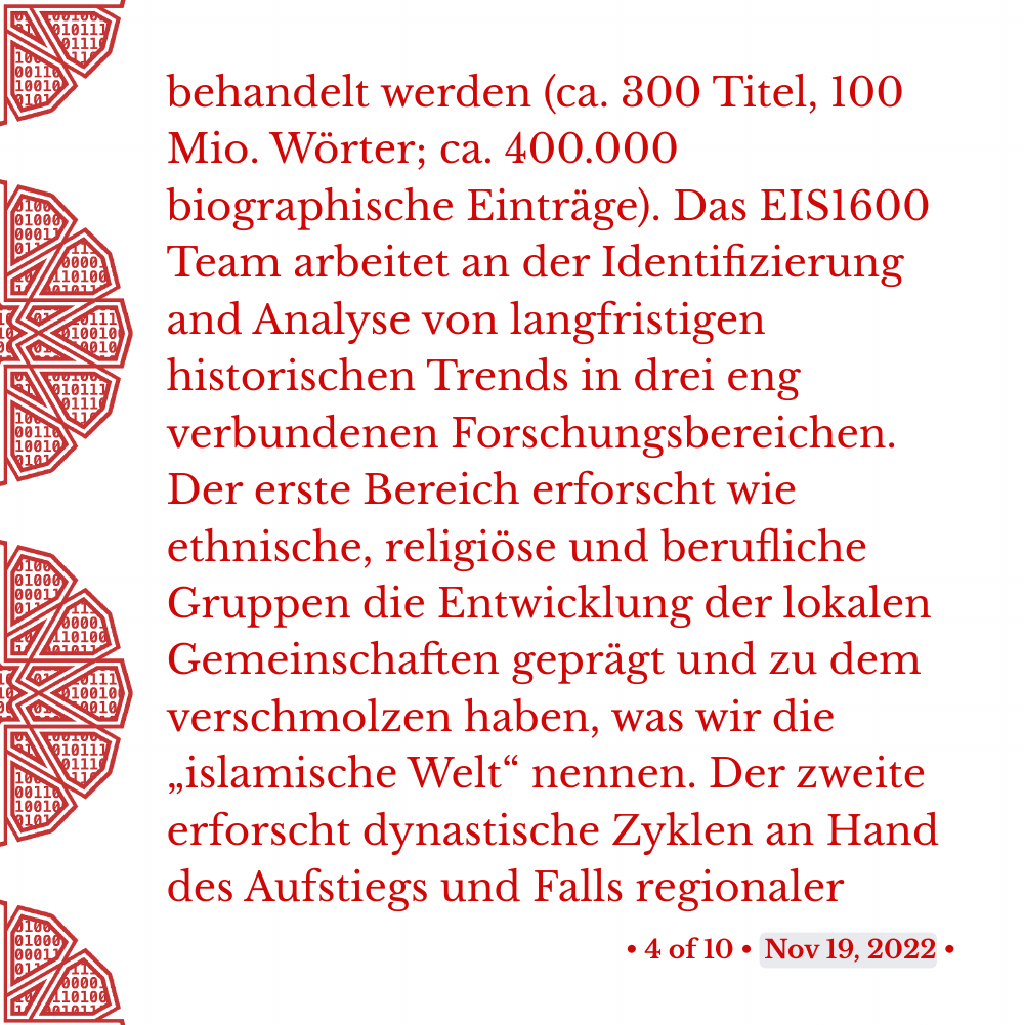 behandelt werden (ca. 300 Titel, 100
Mio. Wörter; ca. 400.000
biographische Einträge). Das EIS1600
Team arbeitet an der Identifizierung
and Analyse von langfristigen
historischen Trends in drei eng
verbundenen Forschungsbereichen.
Der erste Bereich erforscht wie
ethnische, religiöse und berufliche
Gruppen die Entwicklung der lokalen
Gemeinschaften geprägt und zu dem
verschmolzen haben, was wir die
„islamische Welt“ nennen. Der zweite
erforscht dynastische Zyklen an Hand
des Aufstiegs und Falls regionaler
• 4 of 10 • Nov 19, 2022 •